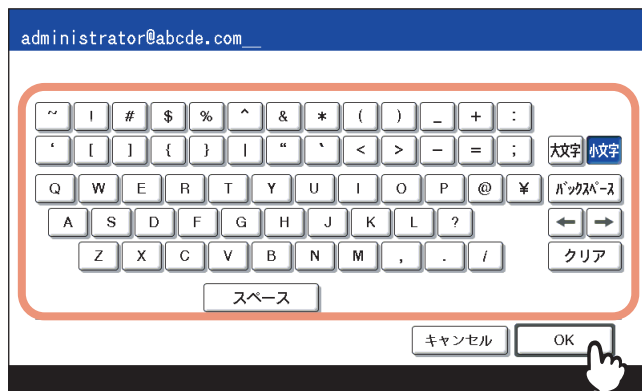 administrator@abcde.com__
~ ! # $ % ^ & * ( ) _ + :
‘ [ ] { } | “ ` < > − = ; 大文字 小文字
Q W E R T Y U I O P @ ¥ バックスペース
A S D F G H J K L ? ← →
Z X C V B N M , . / クリア
スペース
キャンセル OK